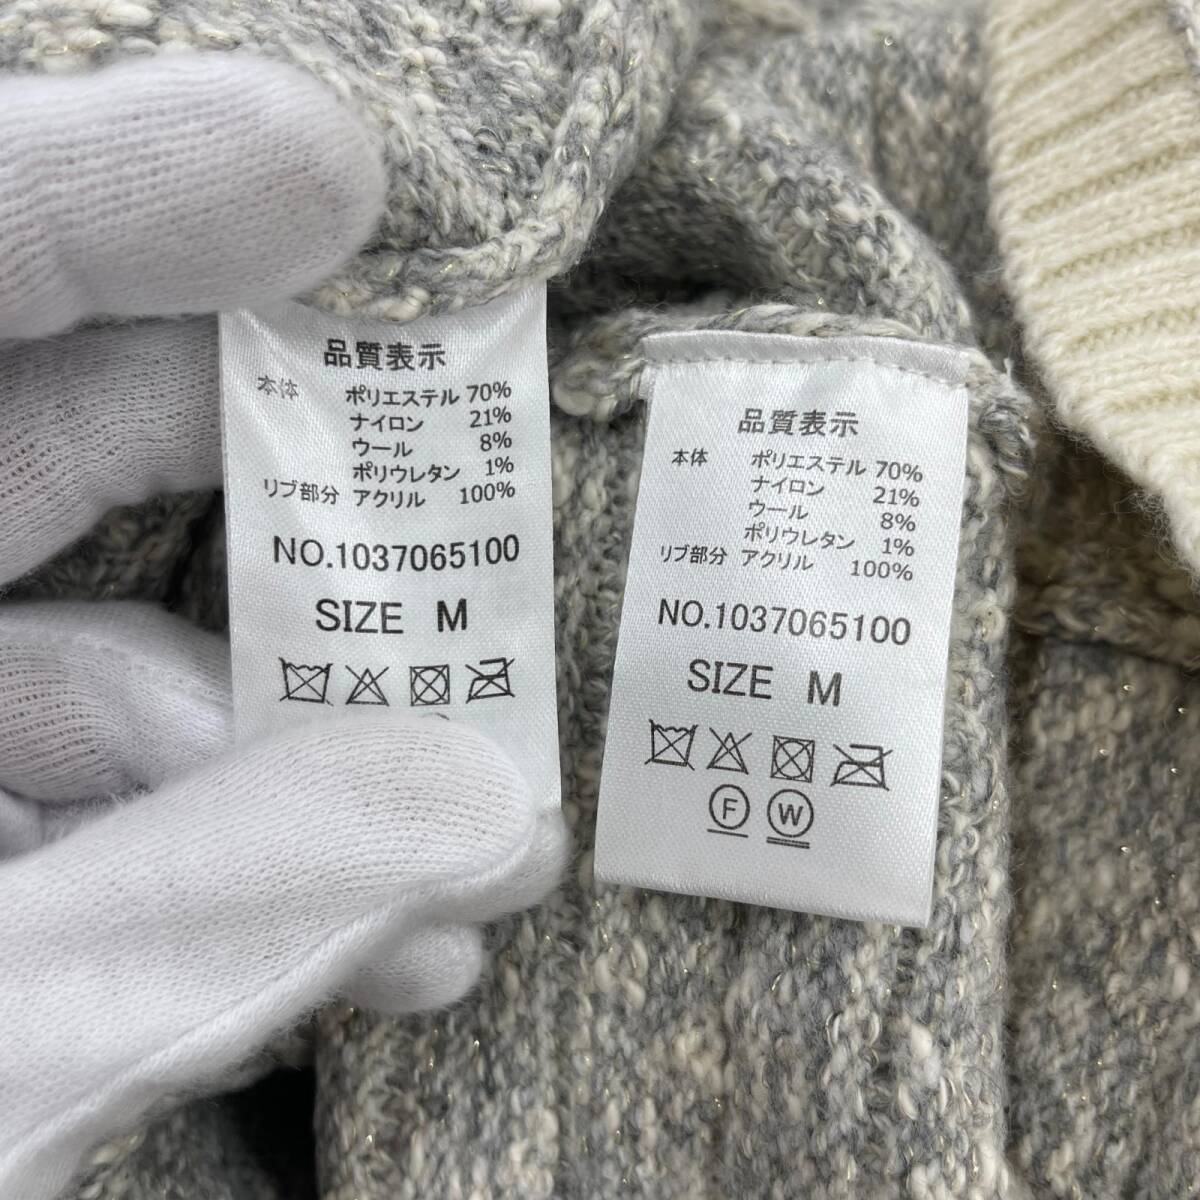 品質表示
本体 ポリエステル 70%
ナイロン 21%
ウール 8%
ポリウレタン 1%
リブ部分 アクリル 100%
NO.1037065100
SIZE M
品質表示
本体 ポリエステル 70%
ナイロン 21%
ウール 8%
ポリウレタン 1%
リブ部分 アクリル 100%
NO.1037065100
SIZE M
F W